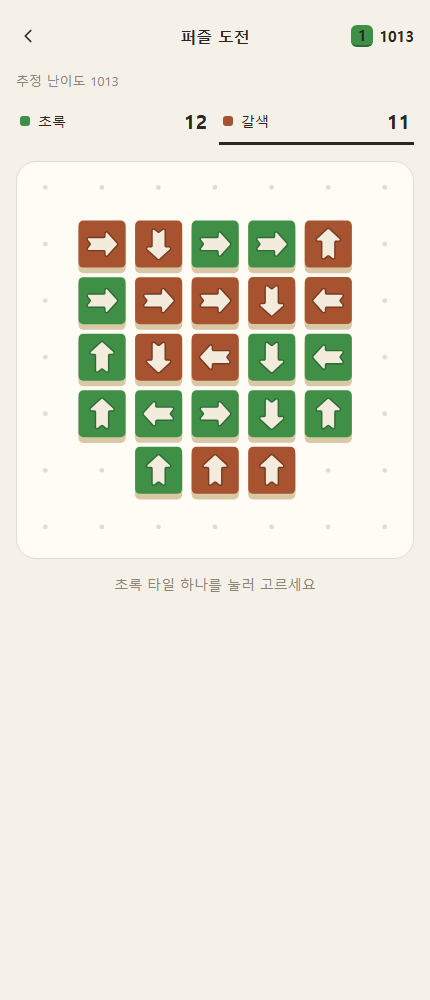 퍼즐 도전
1 1013
추정 난이도 1013
초록 12 갈색 11
초록 타일 하나를 눌러 고르세요